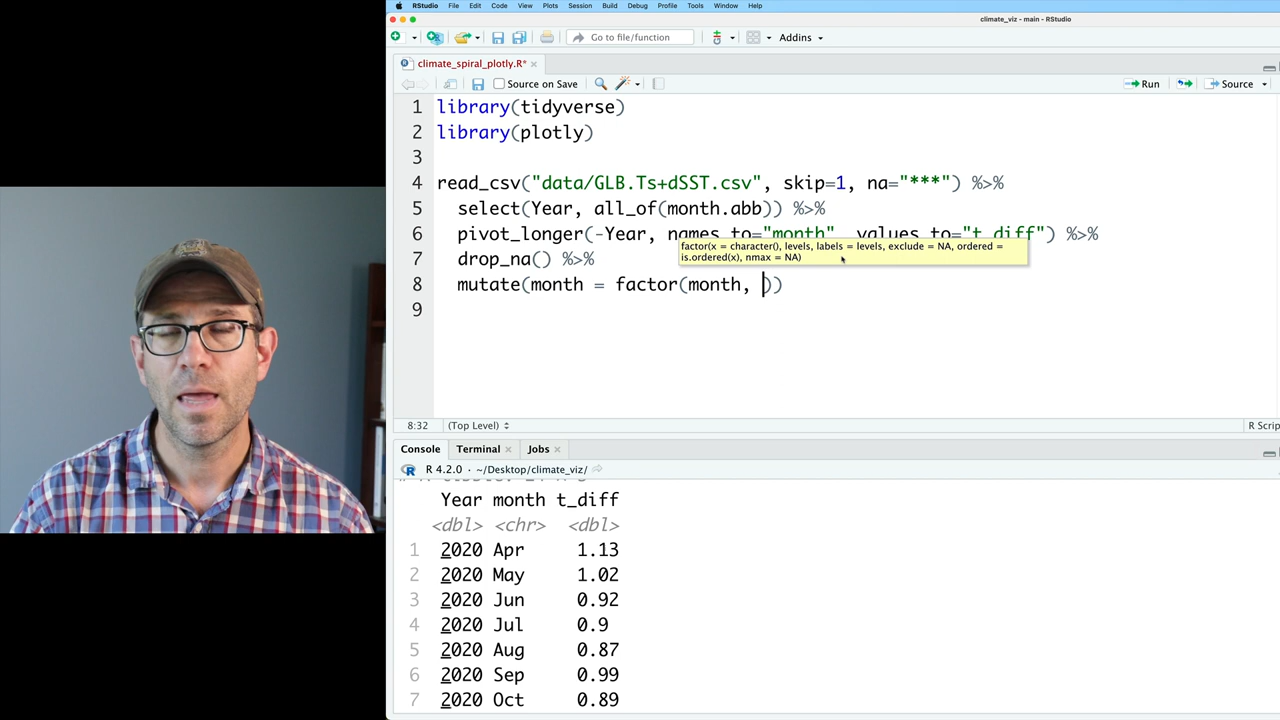 RStudio File Edit Code View Plots Session Build Debug Profile Tools Window Help
climate_viz - main - RStudio
Go to file/function
Addins
climate_spiral_plotly.R*
Source on Save
Run
Source
1 library(tidyverse)
2 library(plotly)
3
4 read_csv("data/GLB.Ts+dSST.csv", skip=1, na="***") %>%
5 select(Year, all_of(month.abb)) %>%
6 pivot_longer(-Year, names_to="month", values_to="t_diff") %>%
factor(x = character(), levels, labels = levels, exclude = NA, ordered =
is.ordered(x), nmax = NA)
7 drop_na() %>%
8 mutate(month = factor(month, ))
9
8:32 (Top Level) R Scrip
Console Terminal Jobs
R 4.2.0 · ~/Desktop/climate_viz/
Year month t_diff
<dbl> <chr> <dbl>
1 2020 Apr 1.13
2 2020 May 1.02
3 2020 Jun 0.92
4 2020 Jul 0.9
5 2020 Aug 0.87
6 2020 Sep 0.99
7 2020 Oct 0.89